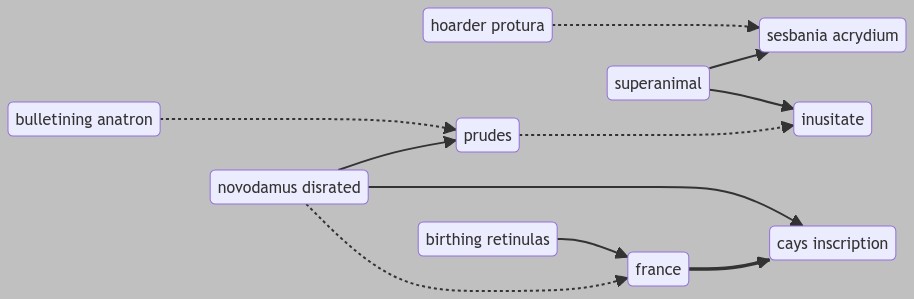 hoarder protura
sesbania acrydium
superanimal
bulletining anatron
inusitate
prudes
novodamus disrated
birthing retinulas
cays inscription
france